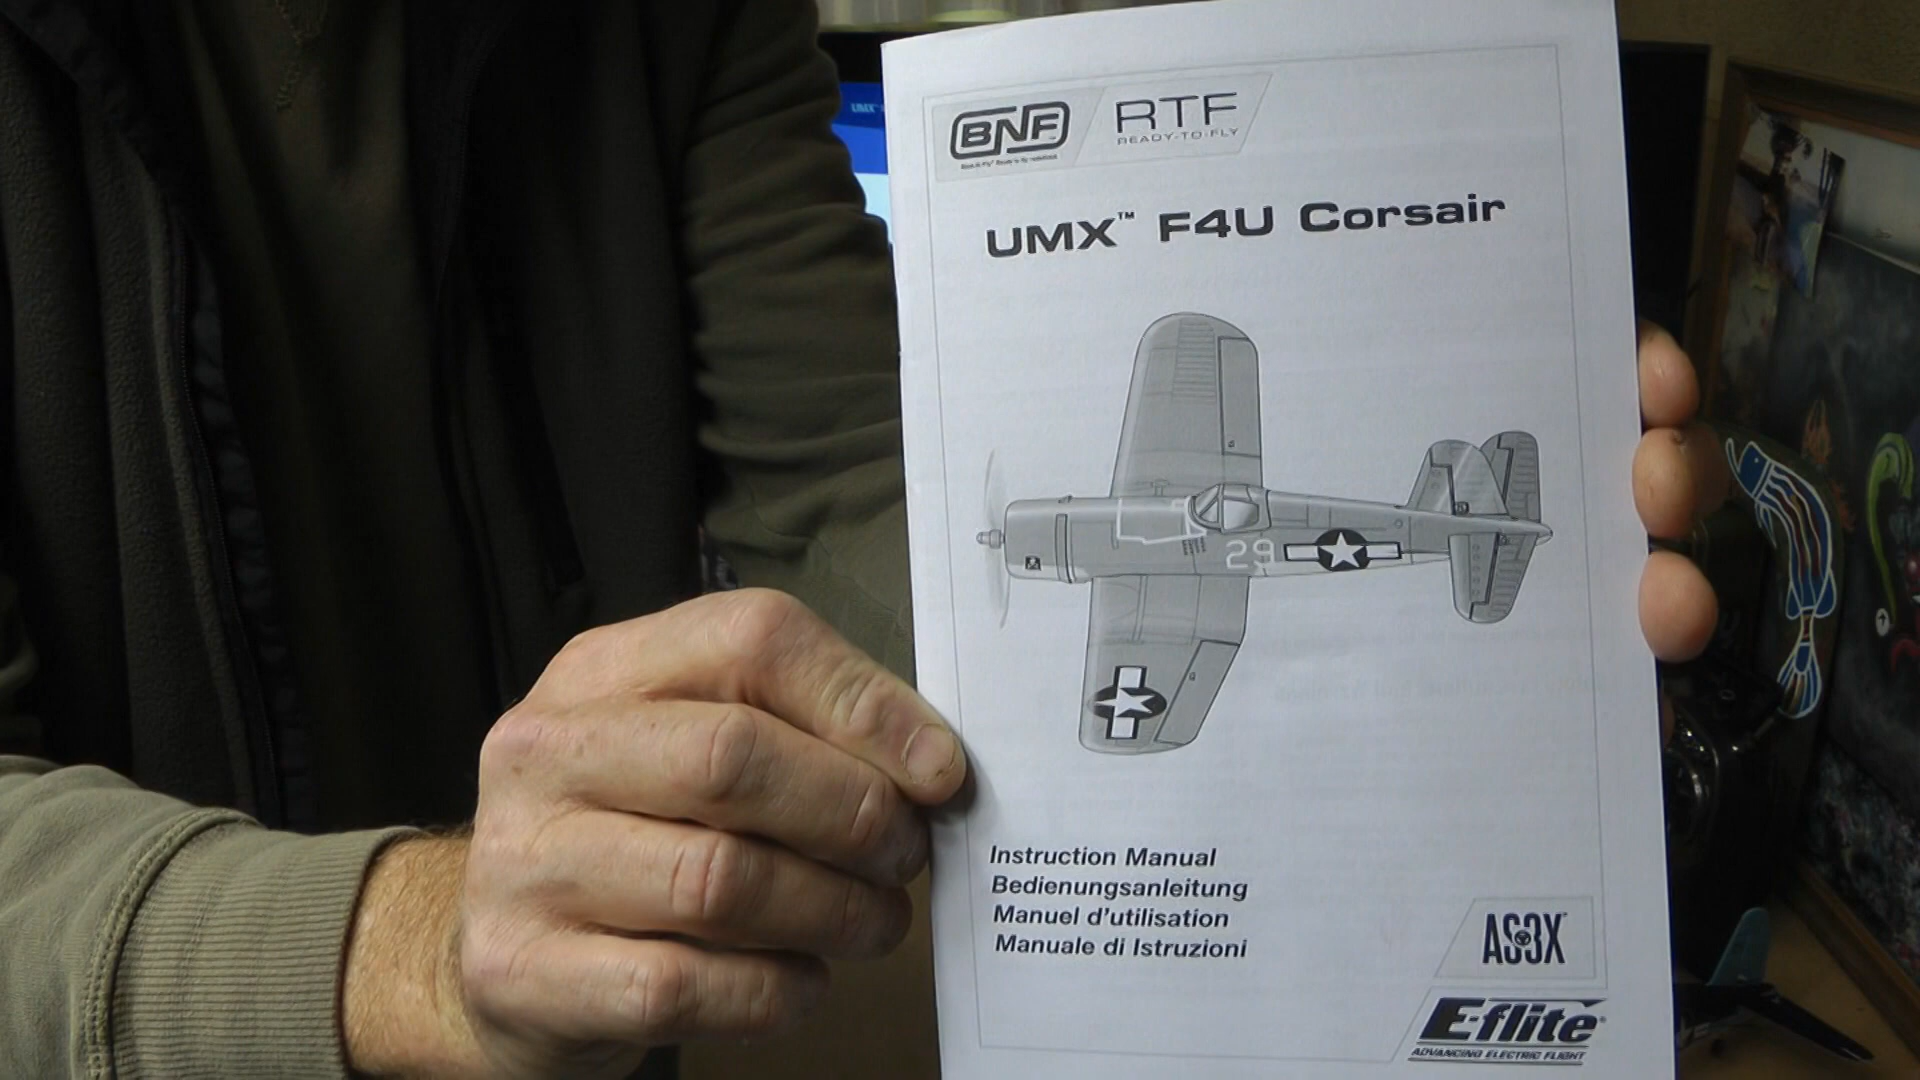 UMX™
BNF
RTF
READY-TO-FLY
UMX™ F4U Corsair
29
Instruction Manual
Bedienungsanleitung
Manuel d'utilisation
Manuale di Istruzioni
AS3X
E-flite®
ADVANCING ELECTRIC FLIGHT